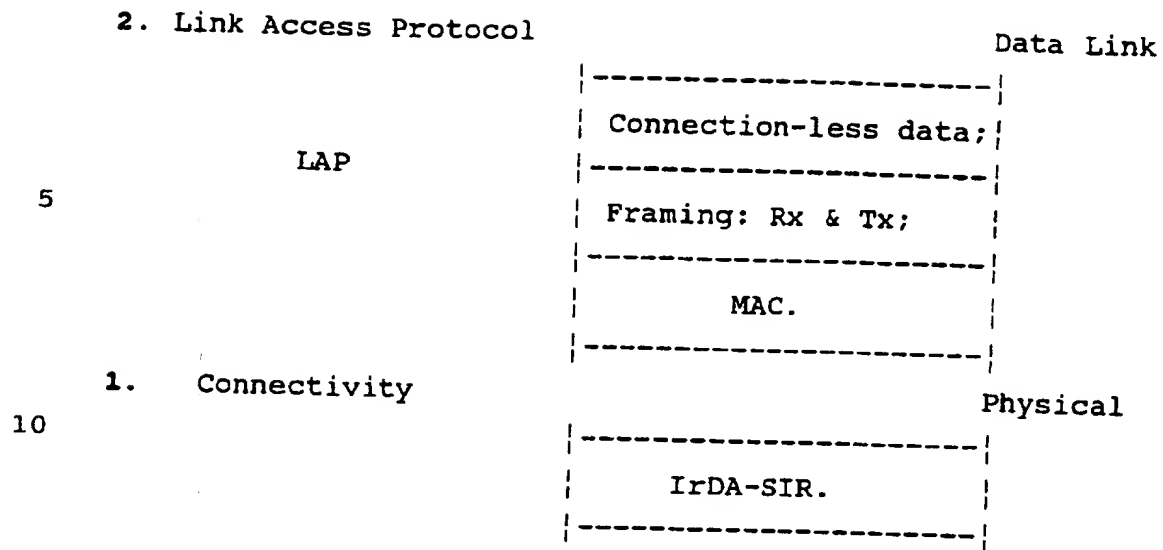 2. Link Access Protocol Data Link
|----------------------|
| Connection-less data;|
LAP |----------------------|
5 | Framing: Rx & Tx; |
|----------------------|
| MAC. |
|----------------------|
1. Connectivity Physical
10 |----------------------|
| IrDA-SIR. |
|----------------------|